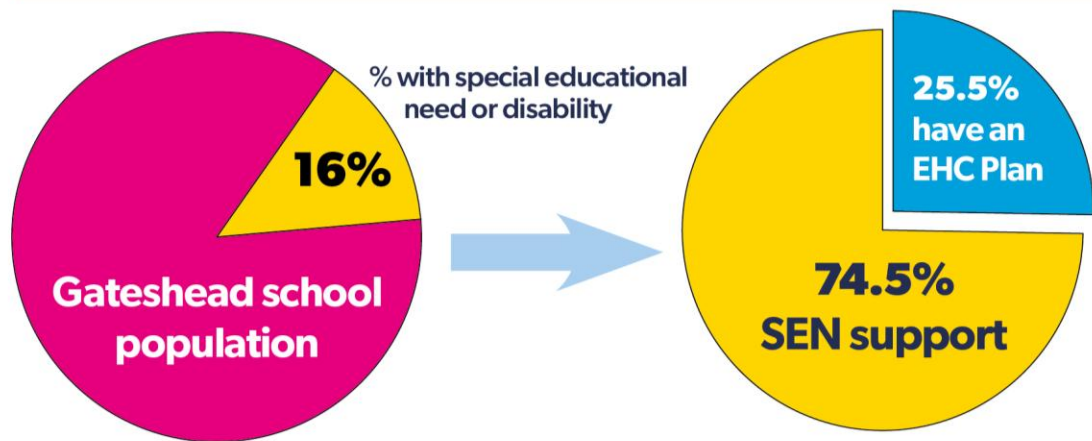 Gateshead school
population
16%
% with special educational
need or disability
25.5%
have an
EHC Plan
74.5%
SEN support